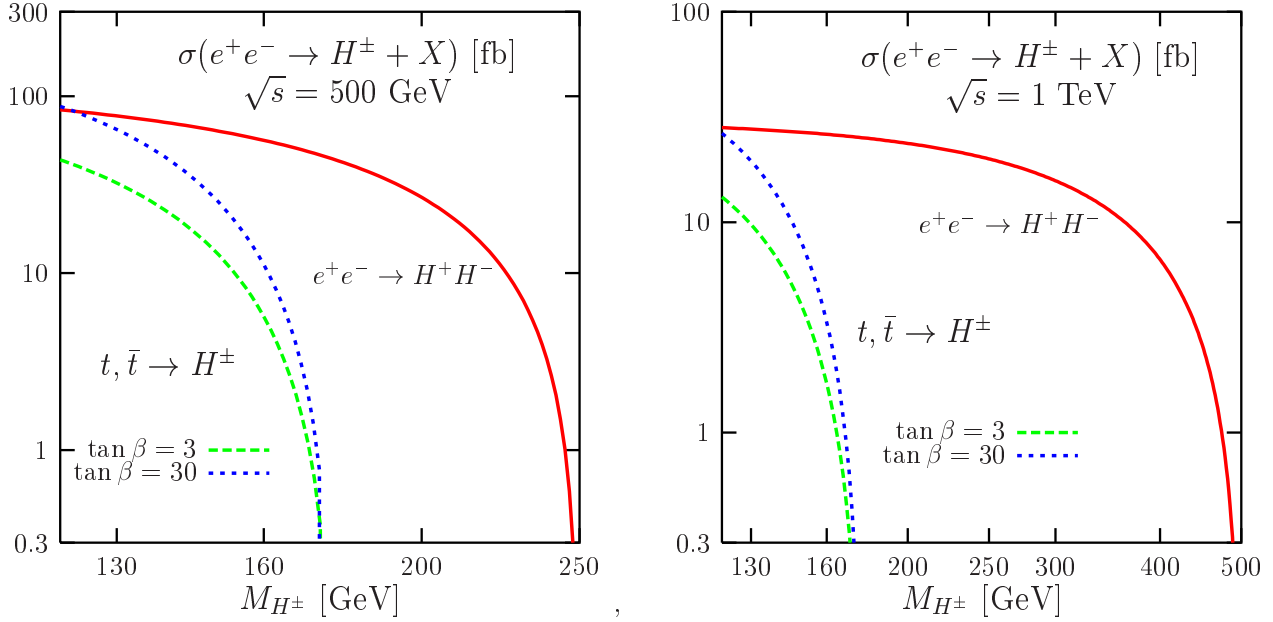 σ(e⁺e⁻ → H^± + X) [fb]
√s = 500 GeV
300
100
10
1
0.3
e⁺e⁻ → H⁺H⁻
t, t̄ → H^±
tan β = 3
tan β = 30
130 160 200 250
M_{H^±} [GeV]
,
σ(e⁺e⁻ → H^± + X) [fb]
√s = 1 TeV
100
10
1
0.3
e⁺e⁻ → H⁺H⁻
t, t̄ → H^±
tan β = 3
tan β = 30
130 160 200 250 300 400 500
M_{H^±} [GeV]